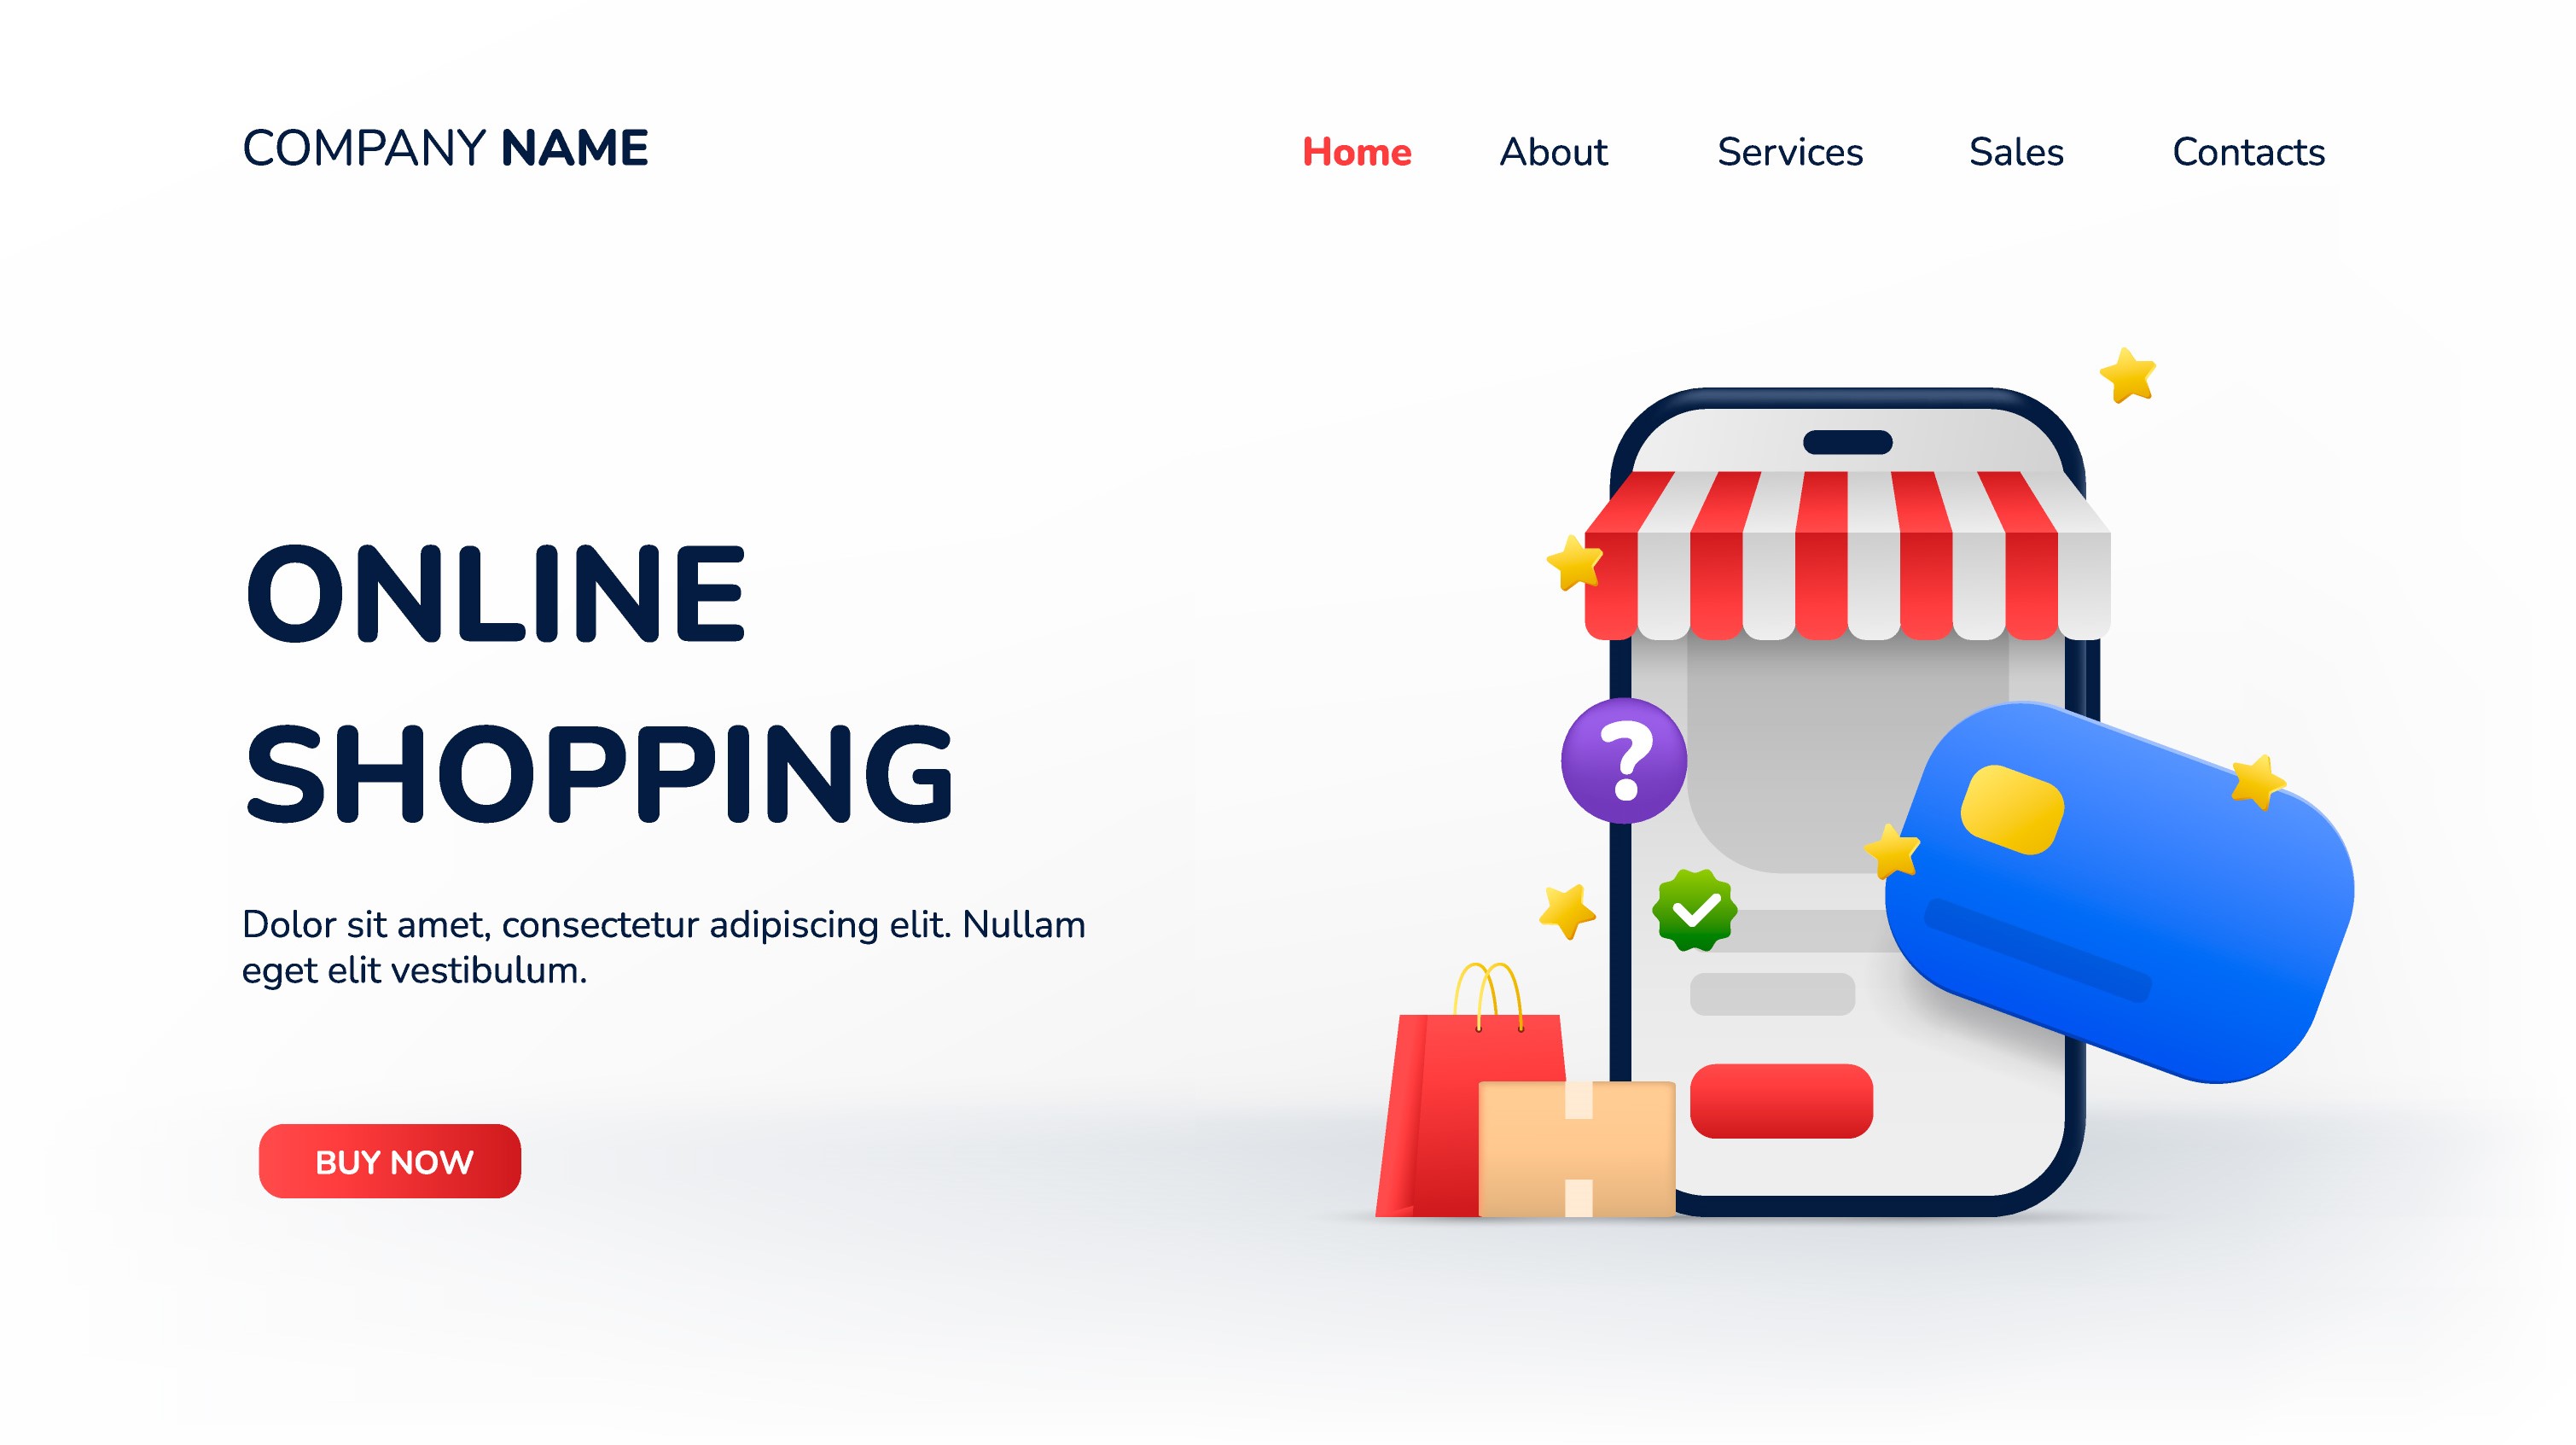 COMPANY NAME
Home About Services Sales Contacts
ONLINE
SHOPPING
Dolor sit amet, consectetur adipiscing elit. Nullam
eget elit vestibulum.
BUY NOW
?